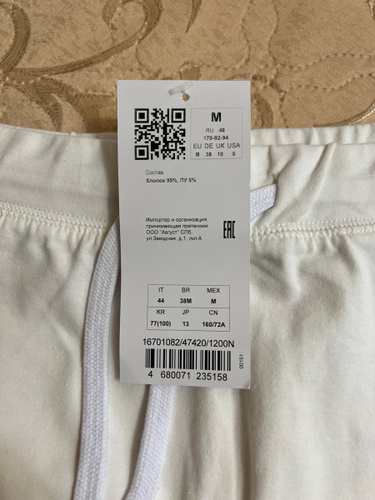 M
RU 46
170-92-94
EU DE UK USA
M 38 10 8
Состав
Хлопок 95%, ПУ 5%
Импортер и организация,
принимающая претензии
ООО "Август" СПб,
ул.Звездная, д.1, лит.А
EAC
IT BR MEX
44 38M M
KR JP CN
77(100) 13 160/72A
16701082/47420/1200N
00151
4 680071 235158